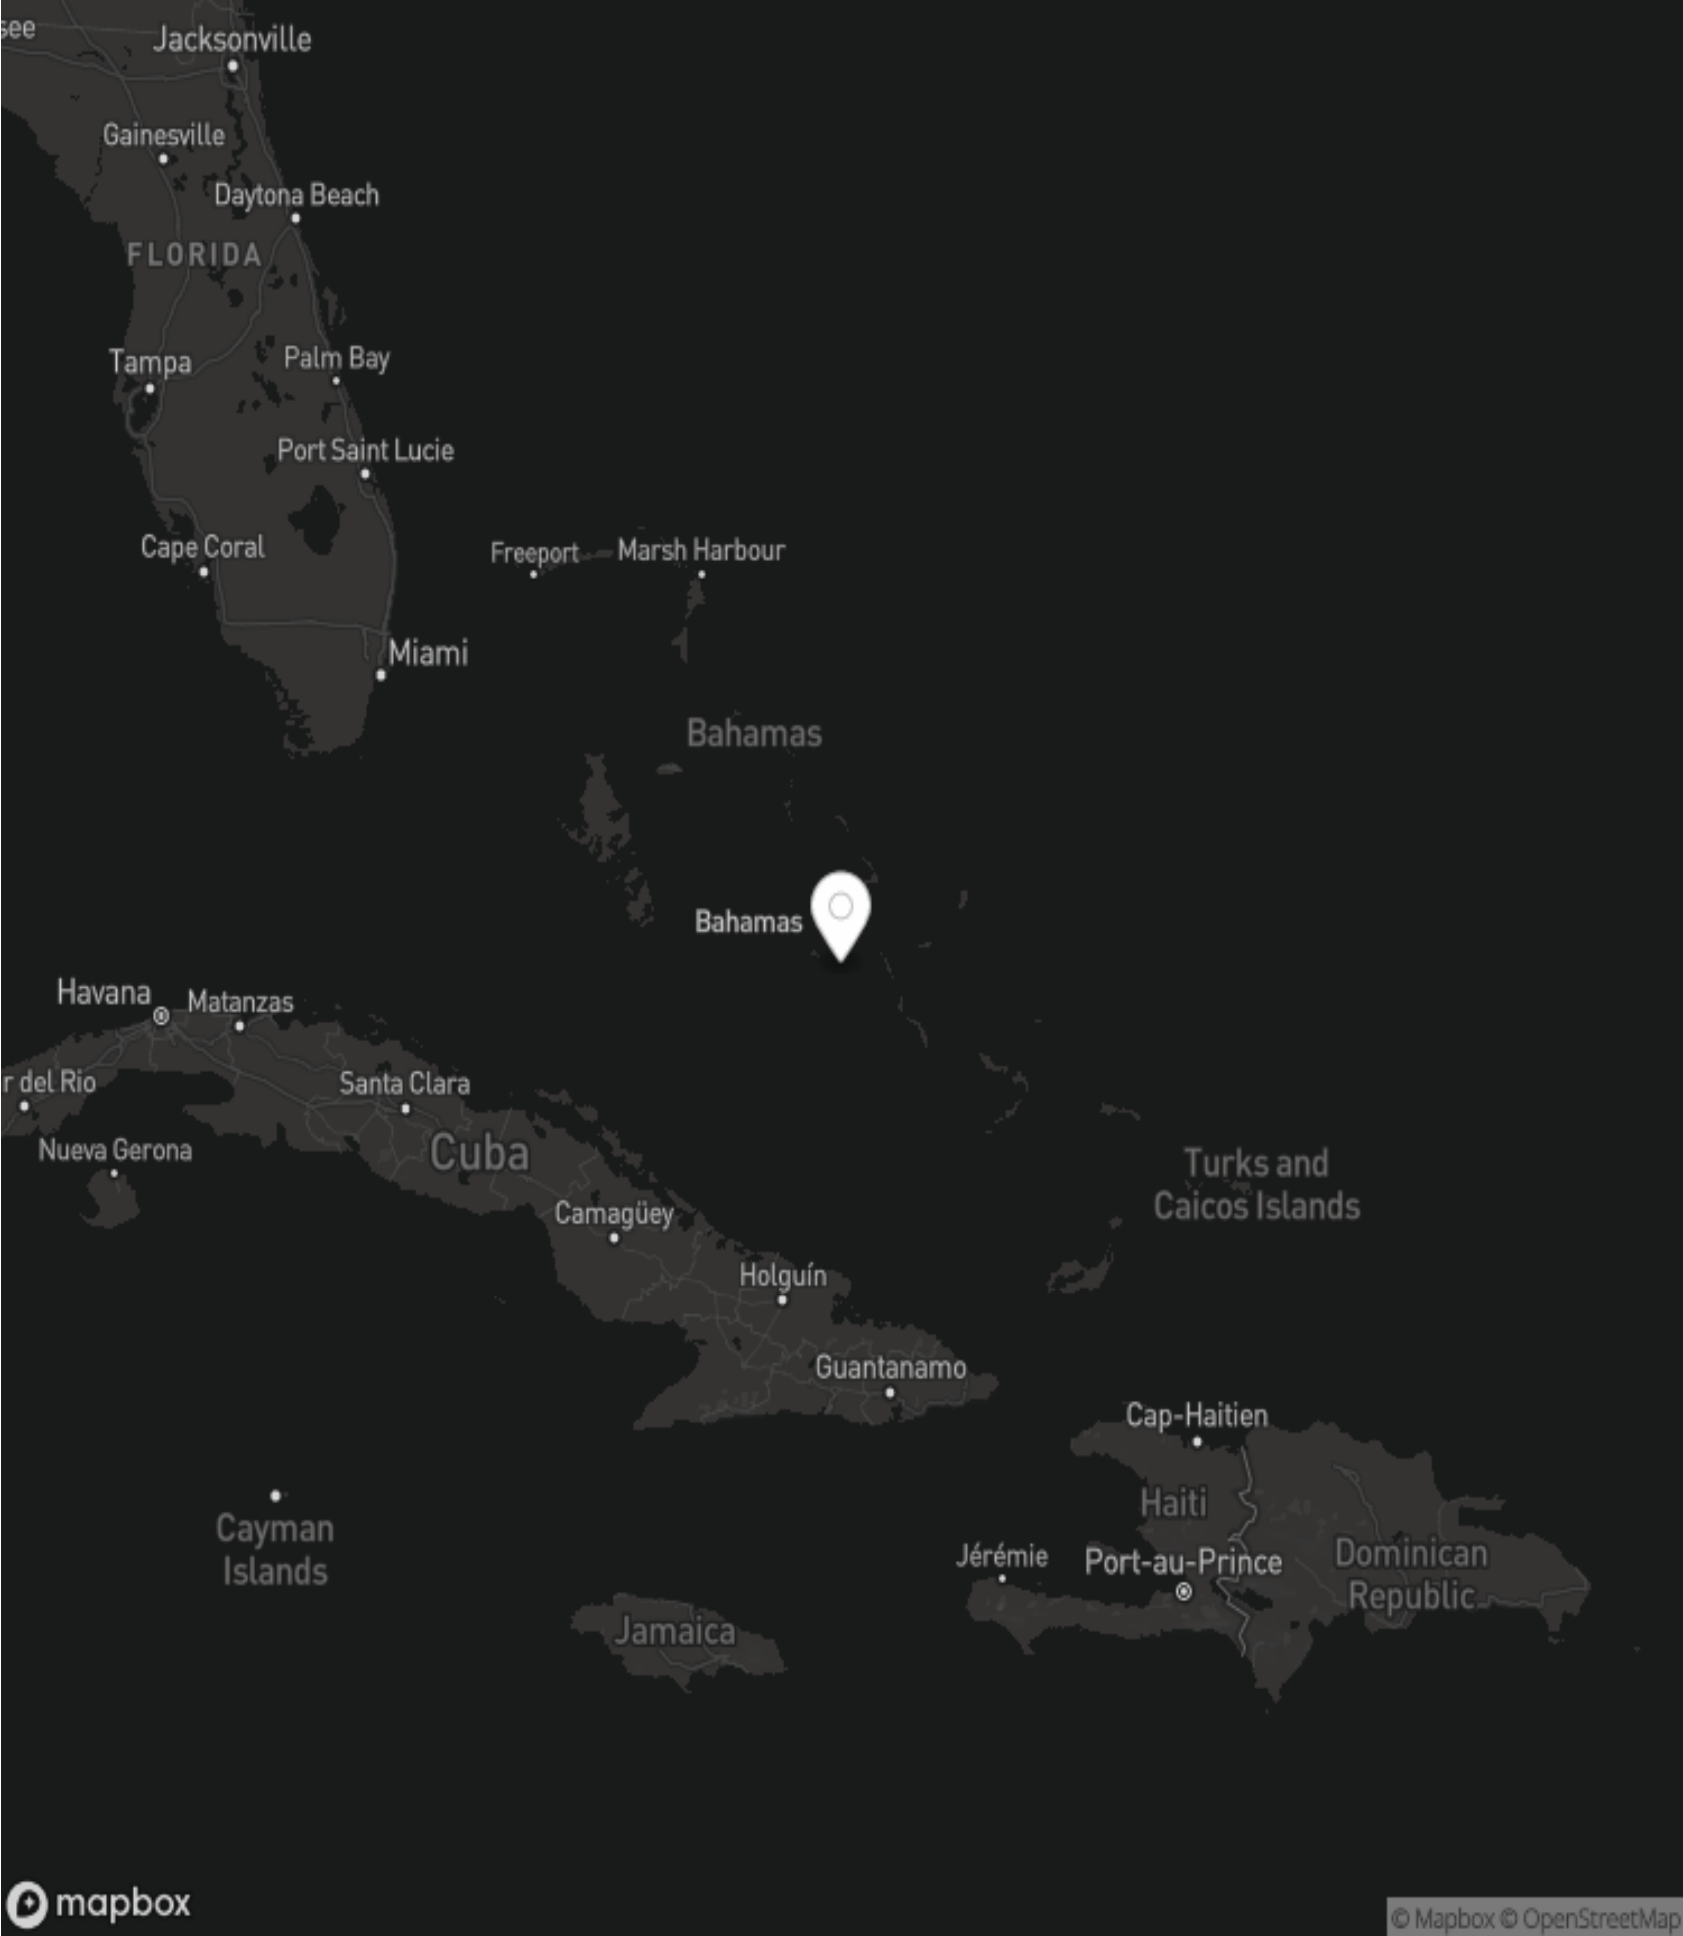 see
Jacksonville
Gainesville
Daytona Beach
FLORIDA
Tampa
Palm Bay
Port Saint Lucie
Cape Coral
Freeport
Marsh Harbour
Miami
Bahamas
Bahamas
Havana
Matanzas
r del Rio
Santa Clara
Nueva Gerona
Cuba
Turks and
Caicos Islands
Camagüey
Holguín
Guantanamo
Cap-Haitien
Haiti
Cayman
Islands
Jérémie
Port-au-Prince
Dominican
Republic
Jamaica
mapbox
© Mapbox © OpenStreetMap